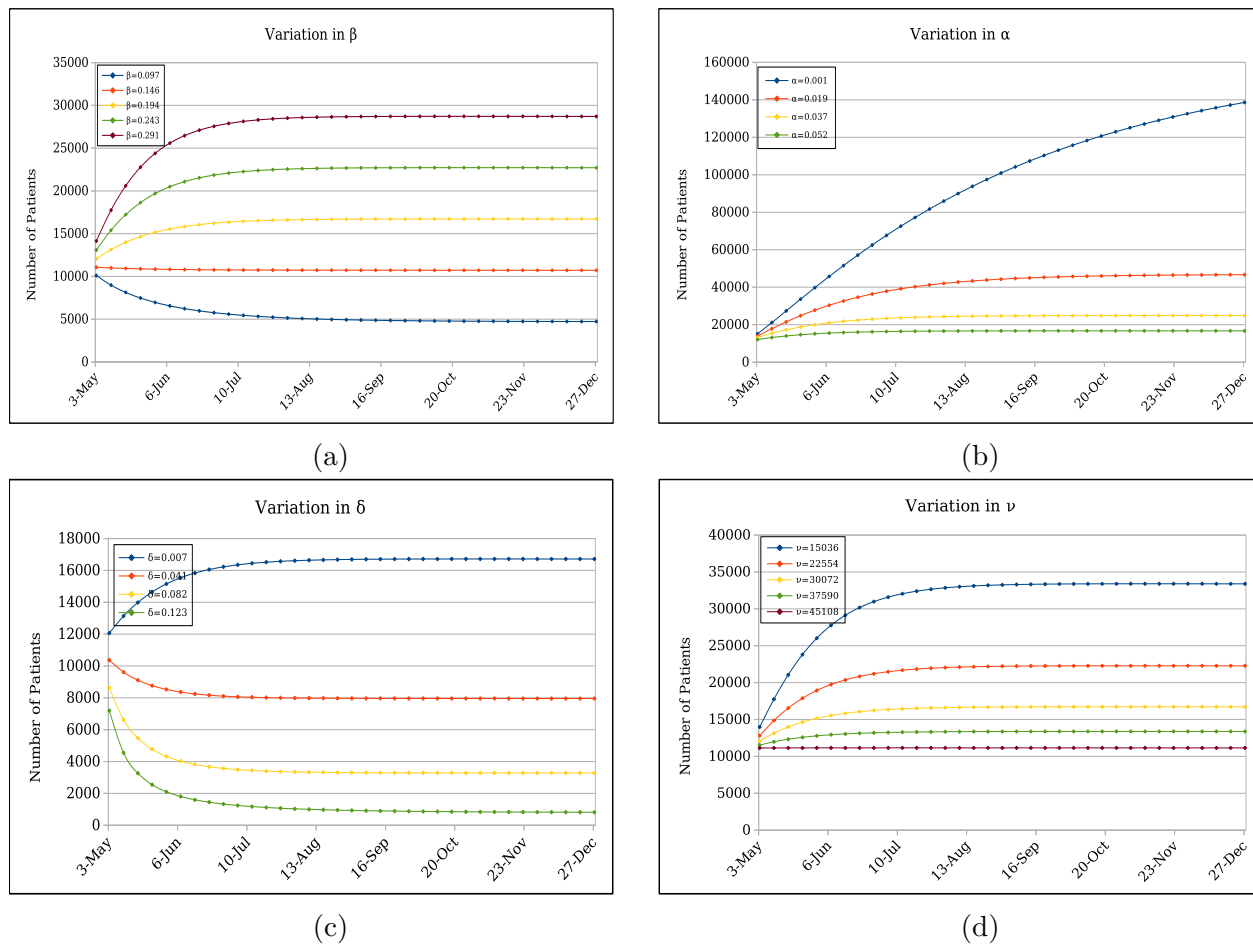 Variation in β
Number of Patients
35000
30000
25000
20000
15000
10000
5000
0
β=0.097
β=0.146
β=0.194
β=0.243
β=0.291
3-May
6-Jun
10-Jul
13-Aug
16-Sep
20-Oct
23-Nov
27-Dec
(a)
Variation in α
Number of Patients
160000
140000
120000
100000
80000
60000
40000
20000
0
α=0.001
α=0.019
α=0.037
α=0.052
3-May
6-Jun
10-Jul
13-Aug
16-Sep
20-Oct
23-Nov
27-Dec
(b)
Variation in δ
Number of Patients
18000
16000
14000
12000
10000
8000
6000
4000
2000
0
δ=0.007
δ=0.041
δ=0.082
δ=0.123
3-May
6-Jun
10-Jul
13-Aug
16-Sep
20-Oct
23-Nov
27-Dec
(c)
Variation in ν
Number of Patients
40000
35000
30000
25000
20000
15000
10000
5000
0
ν=15036
ν=22554
ν=30072
ν=37590
ν=45108
3-May
6-Jun
10-Jul
13-Aug
16-Sep
20-Oct
23-Nov
27-Dec
(d)